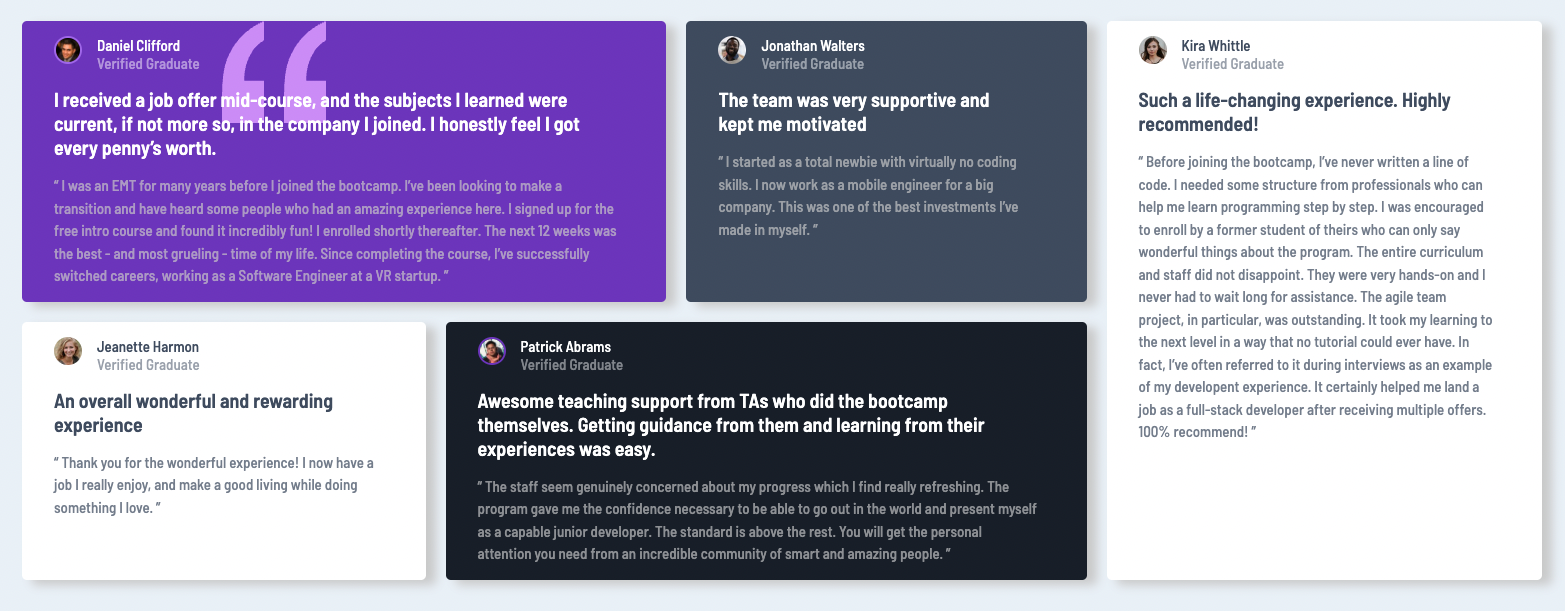 Daniel Clifford
Verified Graduate
I received a job offer mid-course, and the subjects I learned were
current, if not more so, in the company I joined. I honestly feel I got
every penny’s worth.
“ I was an EMT for many years before I joined the bootcamp. I’ve been looking to make a
transition and have heard some people who had an amazing experience here. I signed up for the
free intro course and found it incredibly fun! I enrolled shortly thereafter. The next 12 weeks was
the best - and most grueling - time of my life. Since completing the course, I’ve successfully
switched careers, working as a Software Engineer at a VR startup. ”
Jonathan Walters
Verified Graduate
The team was very supportive and
kept me motivated
“ I started as a total newbie with virtually no coding
skills. I now work as a mobile engineer for a big
company. This was one of the best investments I’ve
made in myself. ”
Kira Whittle
Verified Graduate
Such a life-changing experience. Highly
recommended!
“ Before joining the bootcamp, I’ve never written a line of
code. I needed some structure from professionals who can
help me learn programming step by step. I was encouraged
to enroll by a former student of theirs who can only say
wonderful things about the program. The entire curriculum
and staff did not disappoint. They were very hands-on and I
never had to wait long for assistance. The agile team
project, in particular, was outstanding. It took my learning to
the next level in a way that no tutorial could ever have. In
fact, I’ve often referred to it during interviews as an example
of my developent experience. It certainly helped me land a
job as a full-stack developer after receiving multiple offers.
100% recommend! ”
Jeanette Harmon
Verified Graduate
An overall wonderful and rewarding
experience
“ Thank you for the wonderful experience! I now have a
job I really enjoy, and make a good living while doing
something I love. ”
Patrick Abrams
Verified Graduate
Awesome teaching support from TAs who did the bootcamp
themselves. Getting guidance from them and learning from their
experiences was easy.
“ The staff seem genuinely concerned about my progress which I find really refreshing. The
program gave me the confidence necessary to be able to go out in the world and present myself
as a capable junior developer. The standard is above the rest. You will get the personal
attention you need from an incredible community of smart and amazing people. ”